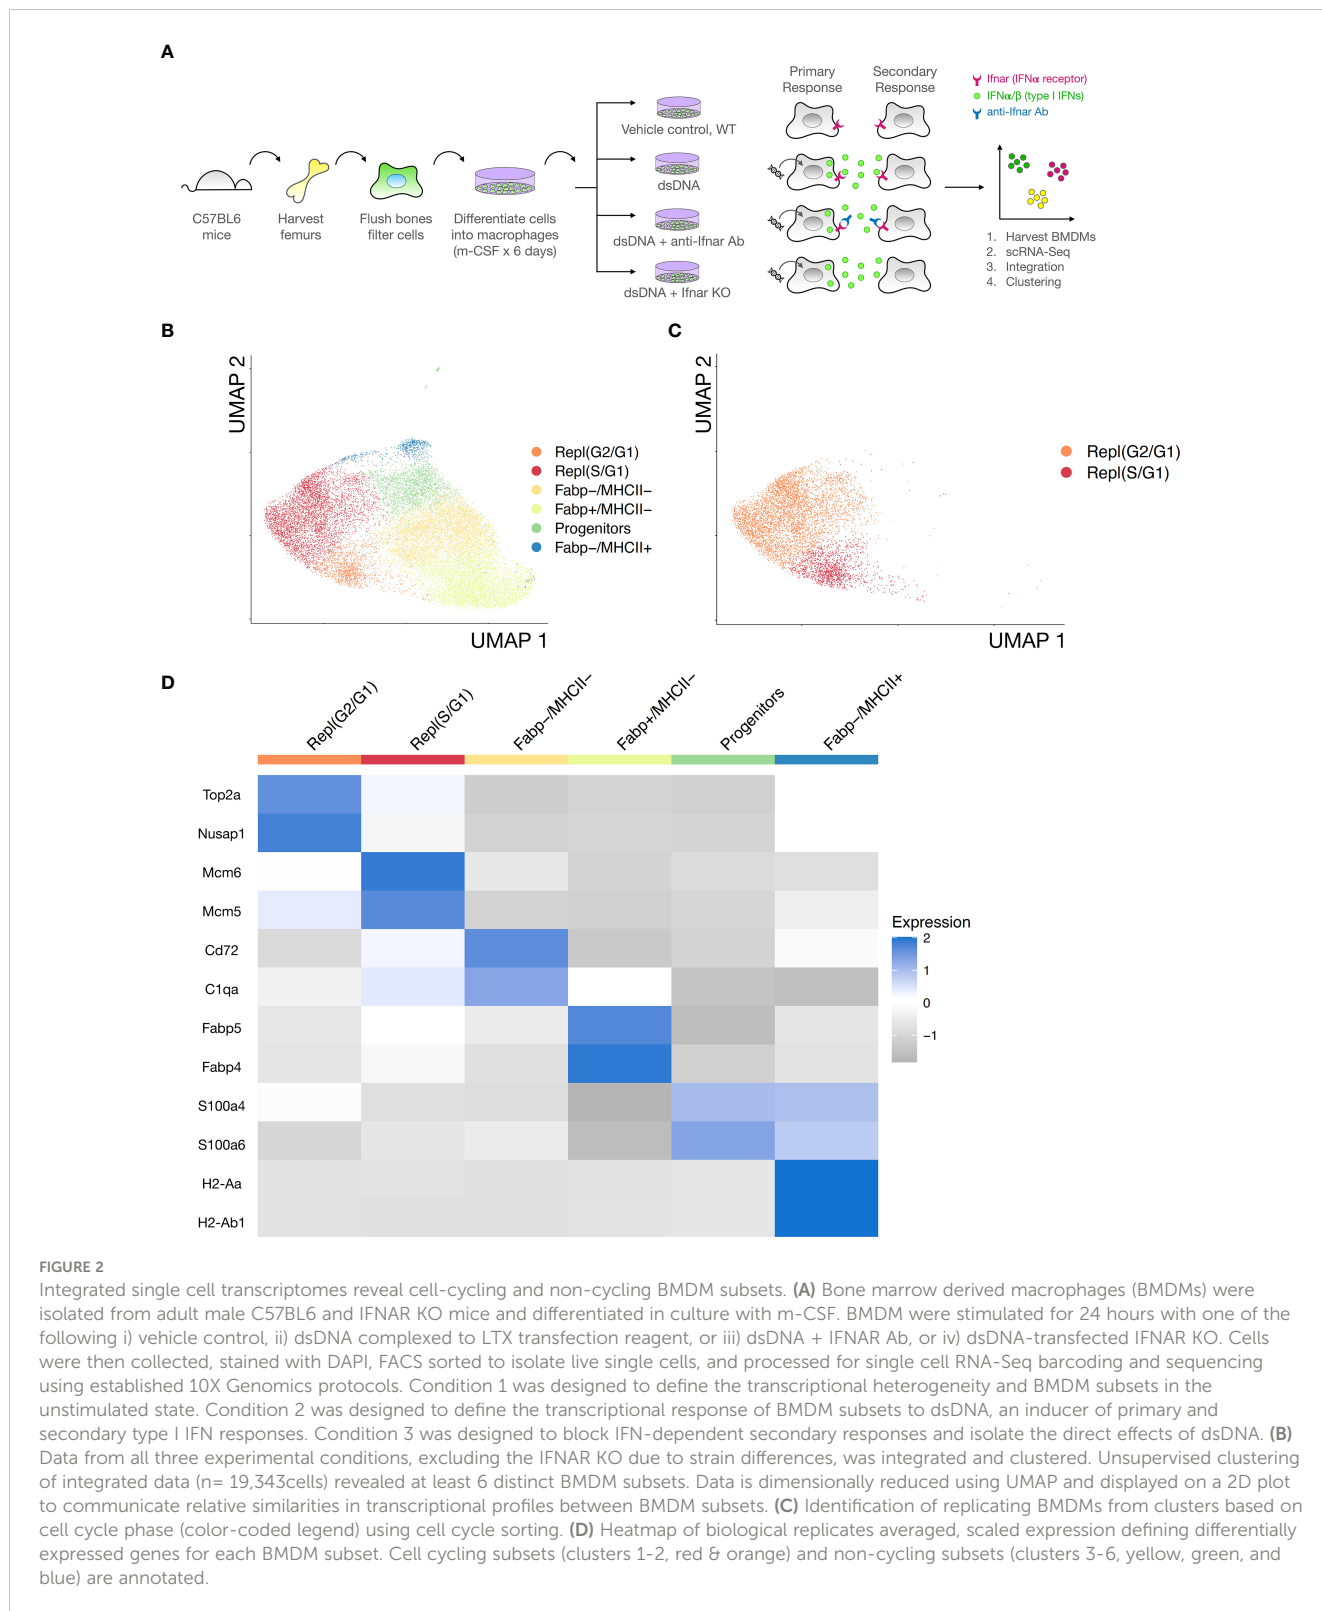 A
Primary
Response
Secondary
Response
Ifnar (IFNα receptor)
IFNα/β (type I IFNs)
anti-Ifnar Ab
Vehicle control, WT
dsDNA
dsDNA + anti-Ifnar Ab
dsDNA + Ifnar KO
C57BL6
mice
Harvest
femurs
Flush bones
filter cells
Differentiate cells
into macrophages
(m-CSF x 6 days)
1. Harvest BMDMs
2. scRNA-Seq
3. Integration
4. Clustering
B
UMAP 2
UMAP 1
Repl(G2/G1)
Repl(S/G1)
Fabp−/MHCII−
Fabp+/MHCII−
Progenitors
Fabp−/MHCII+
C
UMAP 2
UMAP 1
Repl(G2/G1)
Repl(S/G1)
D
Repl(G2/G1)
Repl(S/G1)
Fabp−/MHCII−
Fabp+/MHCII−
Progenitors
Fabp−/MHCII+
Top2a
Nusap1
Mcm6
Mcm5
Cd72
C1qa
Fabp5
Fabp4
S100a4
S100a6
H2-Aa
H2-Ab1
Expression
2
1
0
−1
FIGURE 2
Integrated single cell transcriptomes reveal cell-cycling and non-cycling BMDM subsets. (A) Bone marrow derived macrophages (BMDMs) were
isolated from adult male C57BL6 and IFNAR KO mice and differentiated in culture with m-CSF. BMDM were stimulated for 24 hours with one of the
following i) vehicle control, ii) dsDNA complexed to LTX transfection reagent, or iii) dsDNA + IFNAR Ab, or iv) dsDNA-transfected IFNAR KO. Cells
were then collected, stained with DAPI, FACS sorted to isolate live single cells, and processed for single cell RNA-Seq barcoding and sequencing
using established 10X Genomics protocols. Condition 1 was designed to define the transcriptional heterogeneity and BMDM subsets in the
unstimulated state. Condition 2 was designed to define the transcriptional response of BMDM subsets to dsDNA, an inducer of primary and
secondary type I IFN responses. Condition 3 was designed to block IFN-dependent secondary responses and isolate the direct effects of dsDNA. (B)
Data from all three experimental conditions, excluding the IFNAR KO due to strain differences, was integrated and clustered. Unsupervised clustering
of integrated data (n= 19,343cells) revealed at least 6 distinct BMDM subsets. Data is dimensionally reduced using UMAP and displayed on a 2D plot
to communicate relative similarities in transcriptional profiles between BMDM subsets. (C) Identification of replicating BMDMs from clusters based on
cell cycle phase (color-coded legend) using cell cycle sorting. (D) Heatmap of biological replicates averaged, scaled expression defining differentially
expressed genes for each BMDM subset. Cell cycling subsets (clusters 1-2, red & orange) and non-cycling subsets (clusters 3-6, yellow, green, and
blue) are annotated.